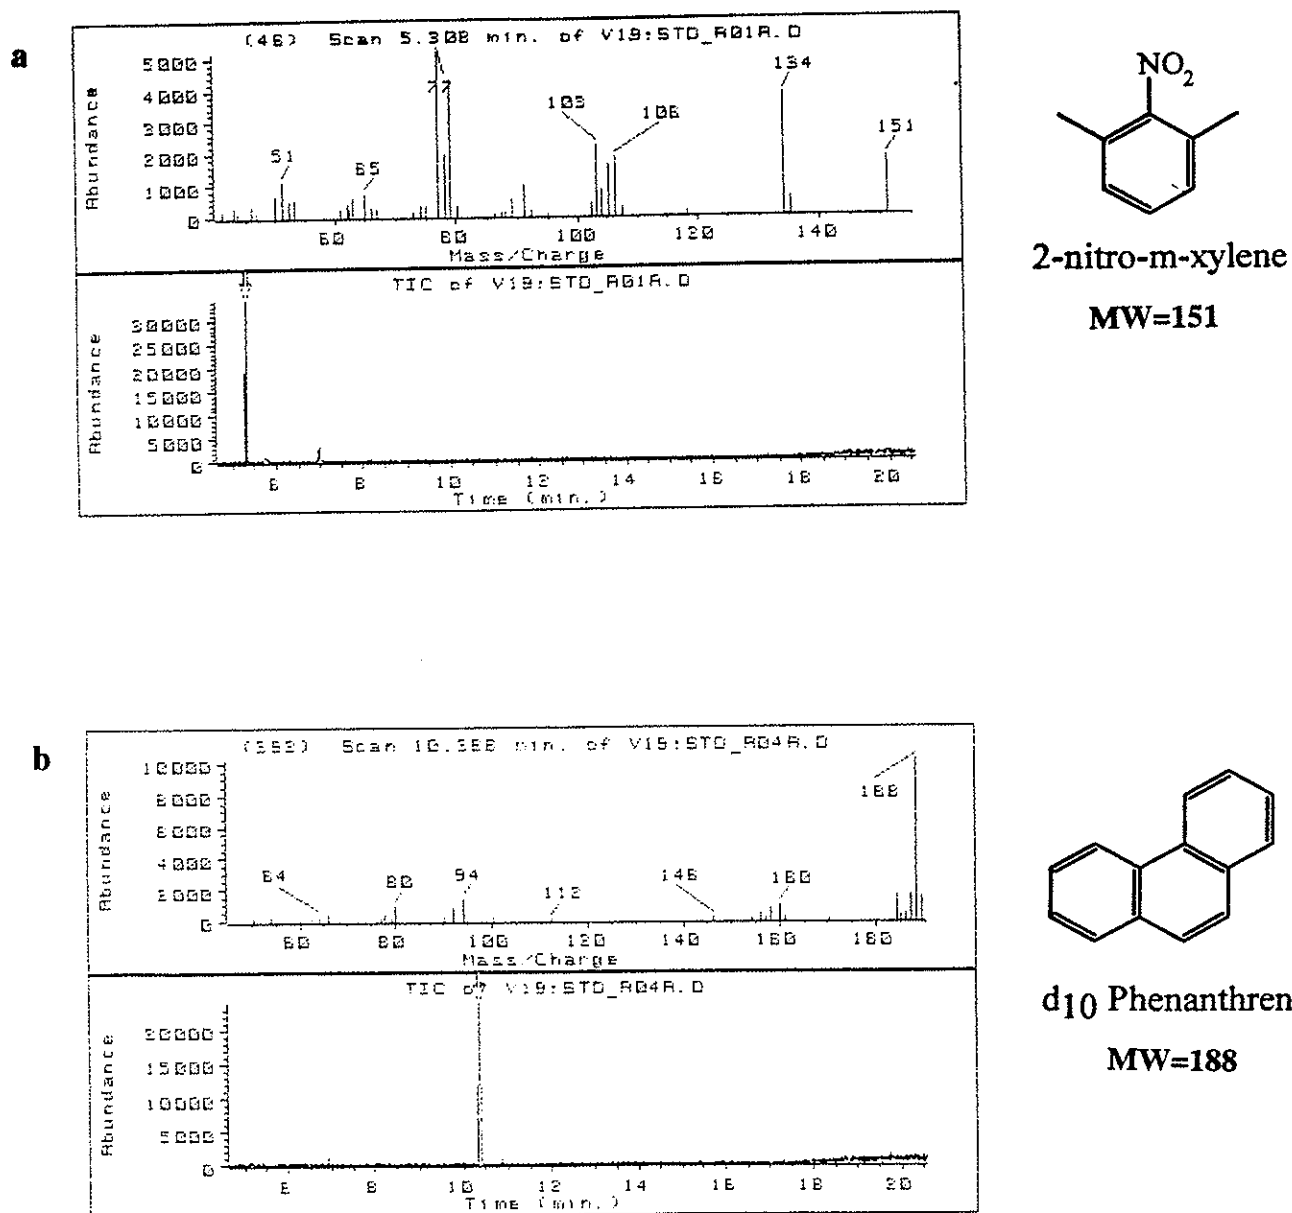 a
(46) Scan 5.308 min. of V19:STD_R01A.D
Abundance
5000
4000
3000
2000
1000
0
51
65
77
103
106
134
151
60 80 100 120 140
Mass/Charge
TIC of V19:STD_R01A.D
Abundance
30000
25000
20000
15000
10000
5000
0
6 8 10 12 14 16 18 20
Time (min.)
NO2
2-nitro-m-xylene
MW=151
b
(353) Scan 10.388 min. of V19:STD_R04A.D
Abundance
10000
8000
6000
4000
2000
0
64
80
94
112
146
160
188
60 80 100 120 140 160 180
Mass/Charge
TIC of V19:STD_R04A.D
Abundance
20000
15000
10000
5000
0
6 8 10 12 14 16 18 20
Time (min.)
d10 Phenanthren
MW=188